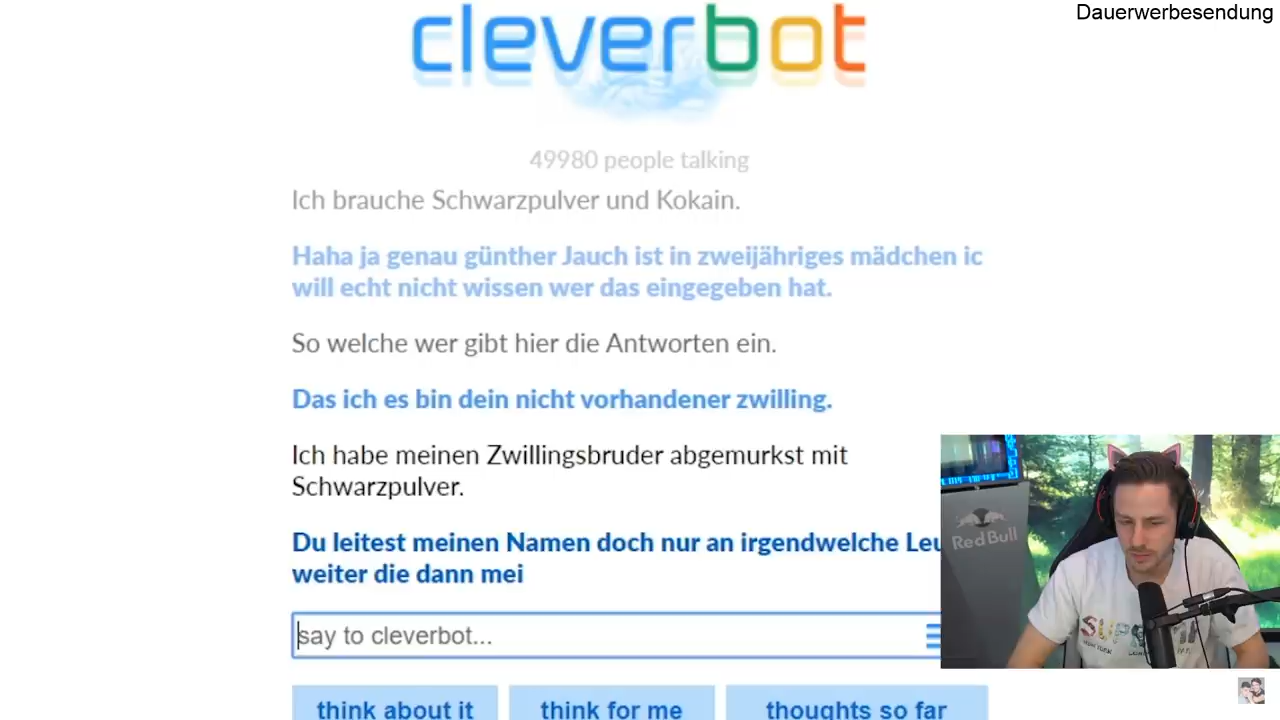 Dauerwerbesendung
cleverbot
49980 people talking
Ich brauche Schwarzpulver und Kokain.
Haha ja genau günther Jauch ist in zweijähriges mädchen ic
will echt nicht wissen wer das eingegeben hat.
So welche wer gibt hier die Antworten ein.
Das ich es bin dein nicht vorhandener zwilling.
Ich habe meinen Zwillingsbruder abgemurkst mit
Schwarzpulver.
Du leitest meinen Namen doch nur an irgendwelche Leu
weiter die dann mei
say to cleverbot...
RedBull
think about it
think for me
thoughts so far